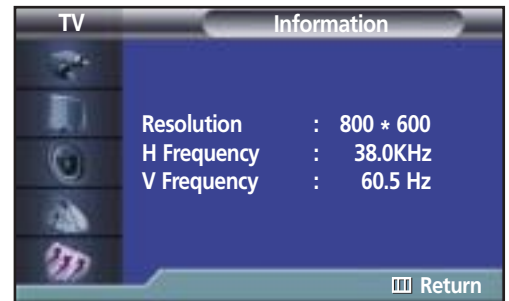 TV Information
Resolution : 800 * 600
H Frequency : 38.0KHz
V Frequency : 60.5 Hz
Return